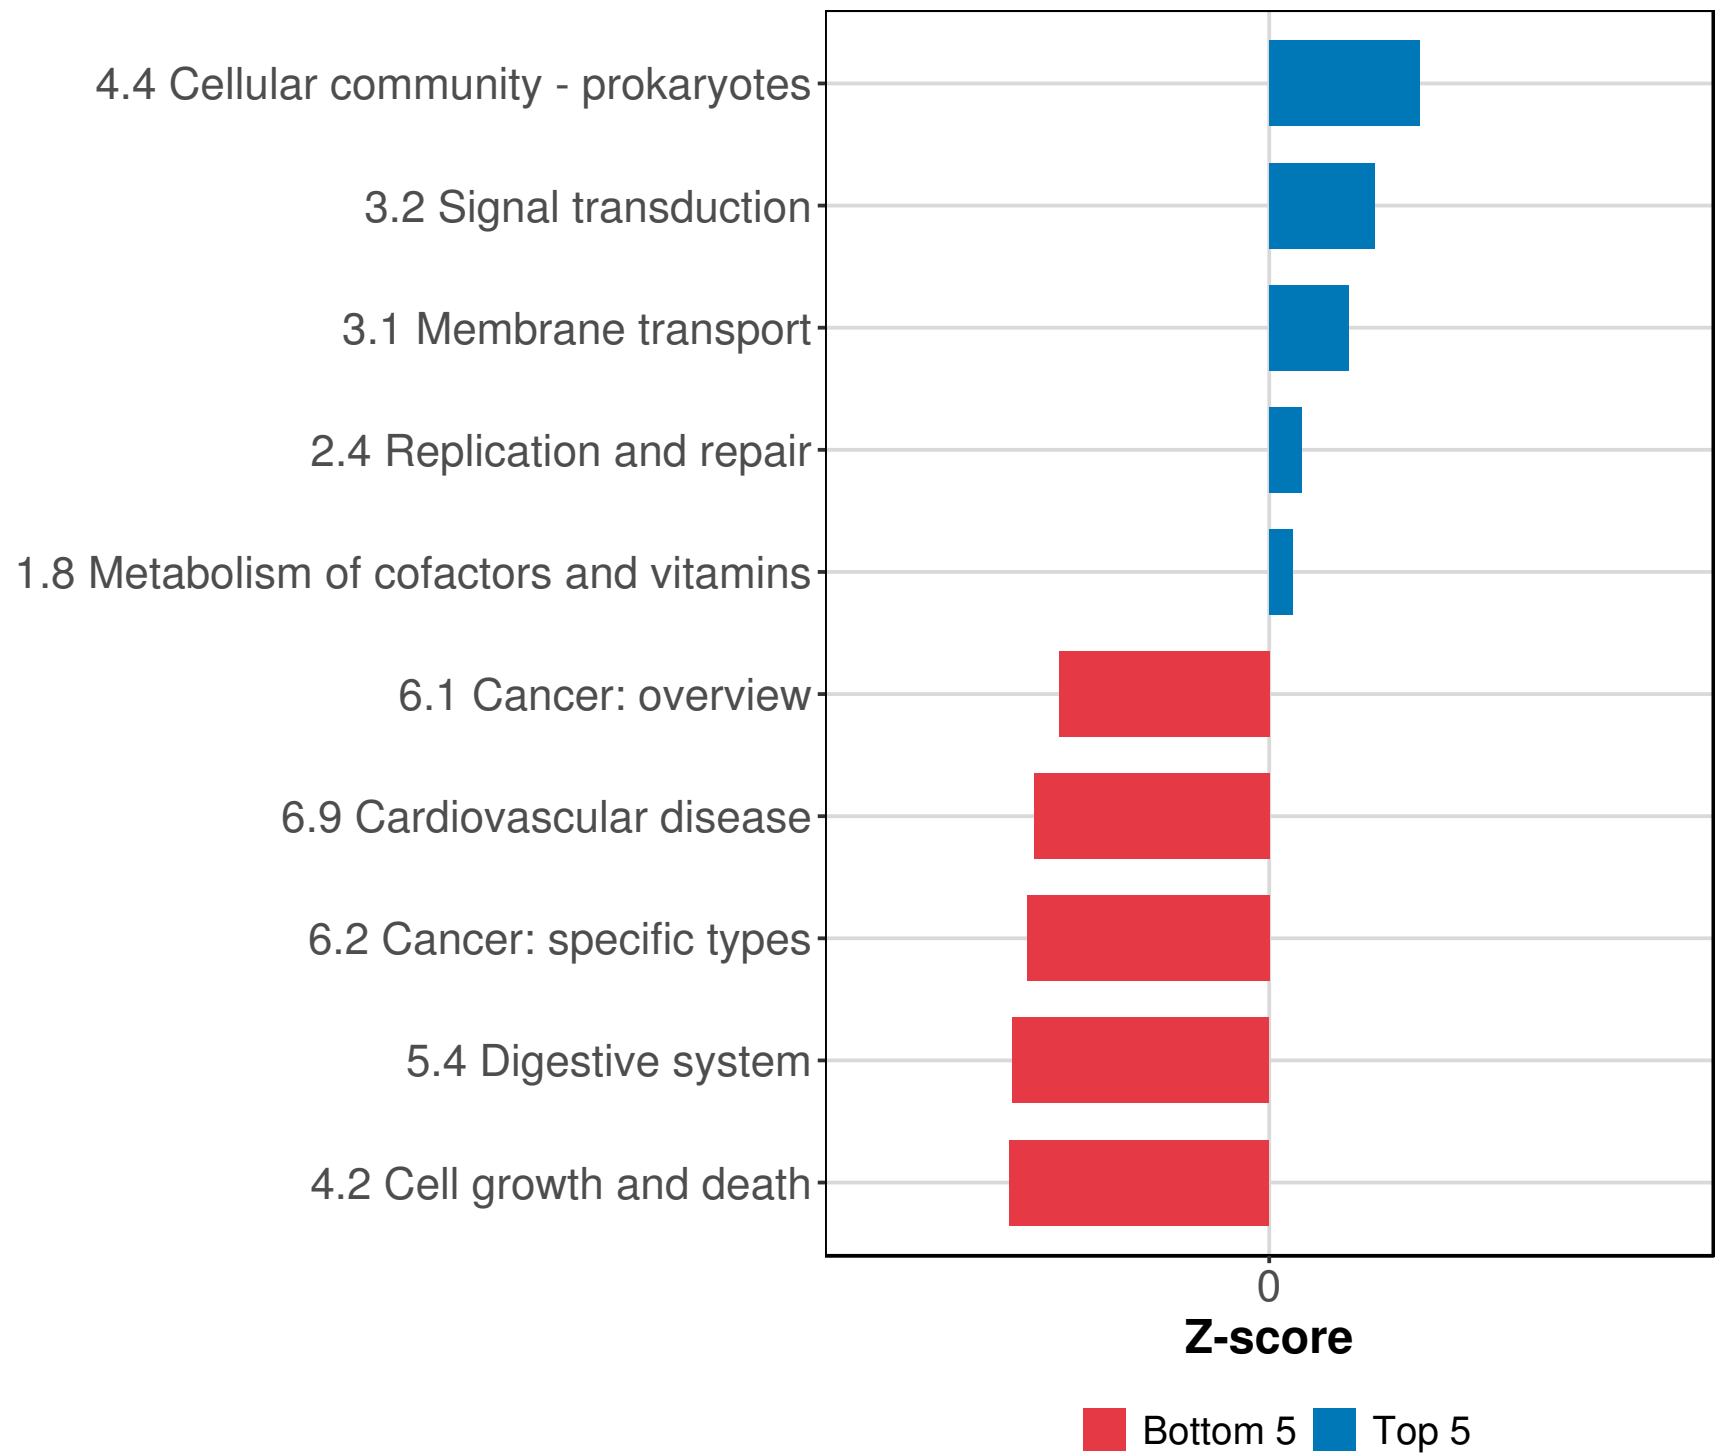 4.4 Cellular community - prokaryotes
3.2 Signal transduction
3.1 Membrane transport
2.4 Replication and repair
1.8 Metabolism of cofactors and vitamins
6.1 Cancer: overview
6.9 Cardiovascular disease
6.2 Cancer: specific types
5.4 Digestive system
4.2 Cell growth and death
0
Z-score
Bottom 5 Top 5